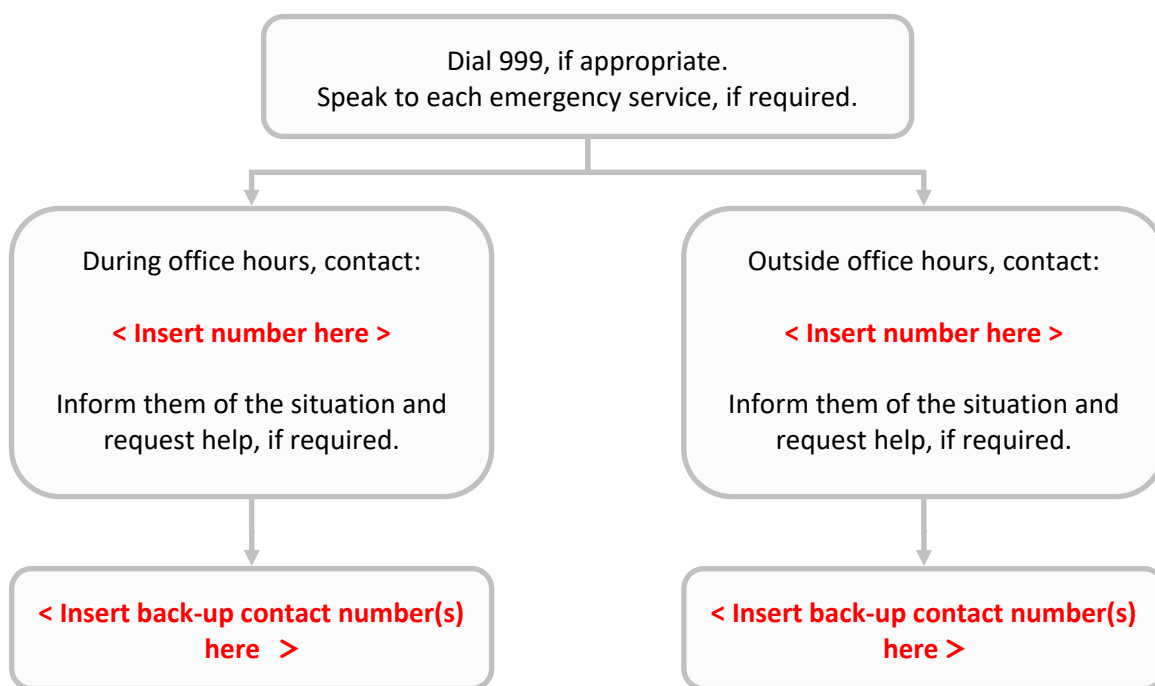 Dial 999, if appropriate.
Speak to each emergency service, if required.
During office hours, contact:
< Insert number here >
Inform them of the situation and
request help, if required.
Outside office hours, contact:
< Insert number here >
Inform them of the situation and
request help, if required.
< Insert back-up contact number(s)
here >
< Insert back-up contact number(s)
here >